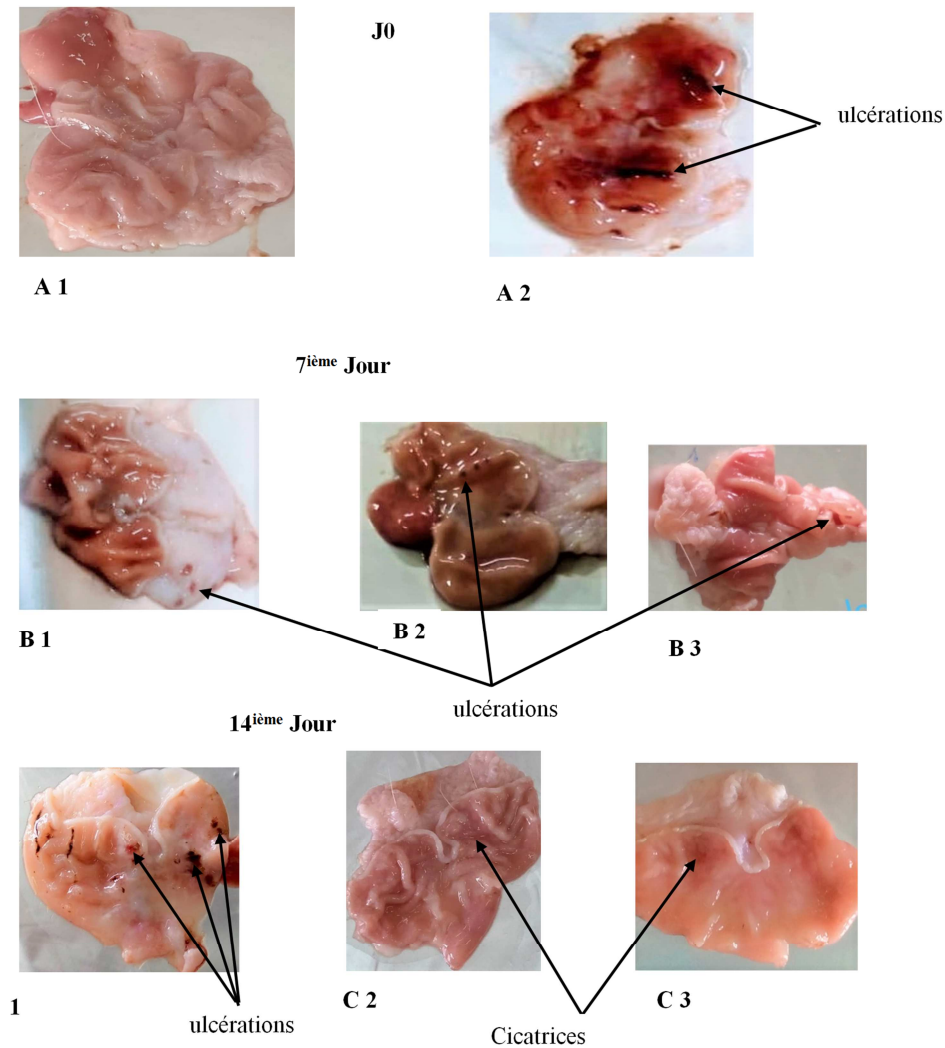 J0
ulcérations
A 1
A 2
7ième Jour
B 1
B 2
B 3
ulcérations
14ième Jour
1
C 2
C 3
ulcérations
Cicatrices